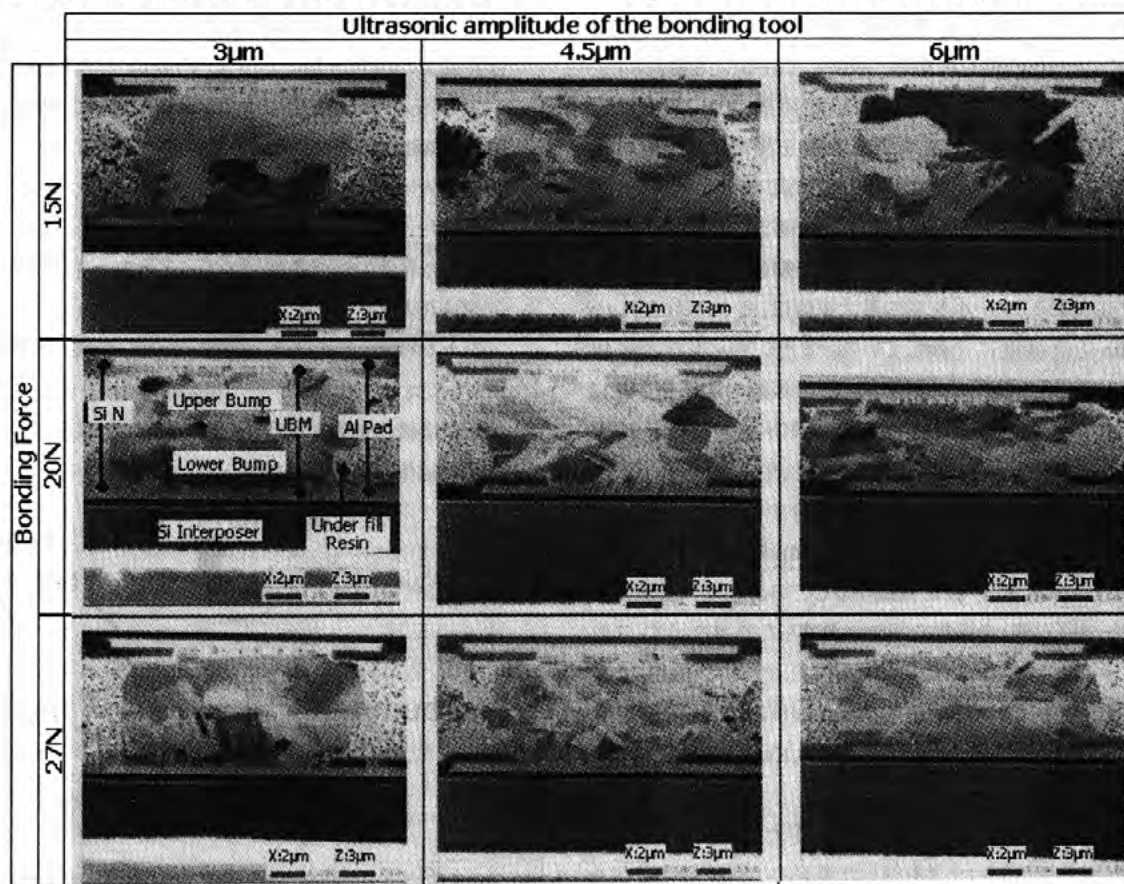 Ultrasonic amplitude of the bonding tool
3µm 4.5µm 6µm
Bonding Force
15N
X:2µm Z:3µm
X:2µm Z:3µm
X:2µm Z:3µm
20N
Si N
Upper Bump
UBM
Al Pad
Lower Bump
Si Interposer
Under fill
Resin
X:2µm Z:3µm
X:2µm Z:3µm
X:2µm Z:3µm
27N
X:2µm Z:3µm
X:2µm Z:3µm
X:2µm Z:3µm